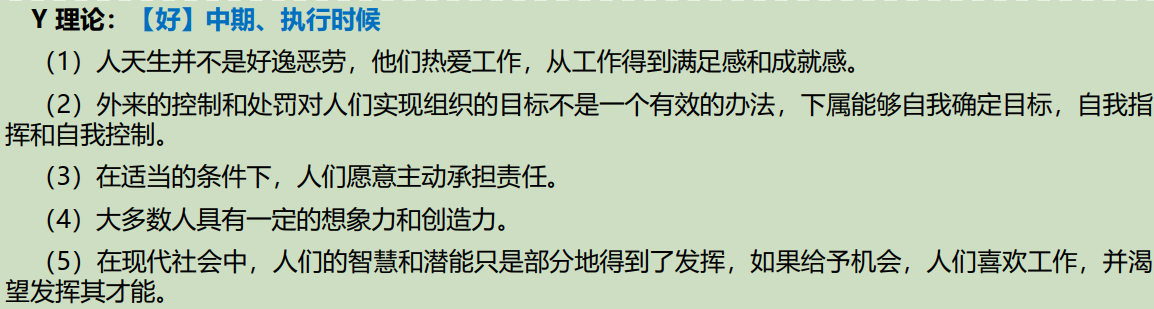 Y 理论：【好】中期、执行时候
（1）人天生并不是好逸恶劳，他们热爱工作，从工作得到满足感和成就感。
（2）外来的控制和处罚对人们实现组织的目标不是一个有效的办法，下属能够自我确定目标，自我指
挥和自我控制。
（3）在适当的条件下，人们愿意主动承担责任。
（4）大多数人具有一定的想象力和创造力。
（5）在现代社会中，人们的智慧和潜能只是部分地得到了发挥，如果给予机会，人们喜欢工作，并渴
望发挥其才能。